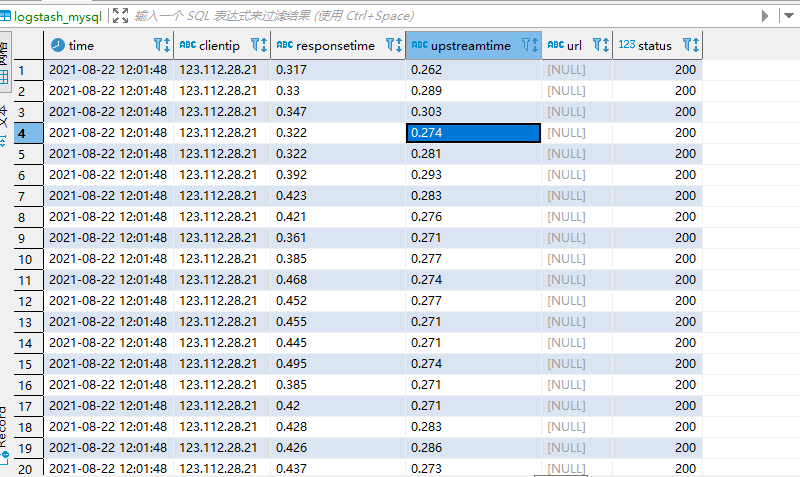 logstash_mysql 输入一个 SQL 表达式来过滤结果 (使用 Ctrl+Space)
网格
文本
Record
time ABC clientip ABC responsetime ABC upstreamtime ABC url 123 status
1 2021-08-22 12:01:48 123.112.28.21 0.317 0.262 [NULL] 200
2 2021-08-22 12:01:48 123.112.28.21 0.33 0.289 [NULL] 200
3 2021-08-22 12:01:48 123.112.28.21 0.347 0.303 [NULL] 200
4 2021-08-22 12:01:48 123.112.28.21 0.322 0.274 [NULL] 200
5 2021-08-22 12:01:48 123.112.28.21 0.322 0.281 [NULL] 200
6 2021-08-22 12:01:48 123.112.28.21 0.392 0.293 [NULL] 200
7 2021-08-22 12:01:48 123.112.28.21 0.423 0.283 [NULL] 200
8 2021-08-22 12:01:48 123.112.28.21 0.421 0.276 [NULL] 200
9 2021-08-22 12:01:48 123.112.28.21 0.361 0.271 [NULL] 200
10 2021-08-22 12:01:48 123.112.28.21 0.385 0.277 [NULL] 200
11 2021-08-22 12:01:48 123.112.28.21 0.468 0.274 [NULL] 200
12 2021-08-22 12:01:48 123.112.28.21 0.452 0.277 [NULL] 200
13 2021-08-22 12:01:48 123.112.28.21 0.455 0.271 [NULL] 200
14 2021-08-22 12:01:48 123.112.28.21 0.445 0.271 [NULL] 200
15 2021-08-22 12:01:48 123.112.28.21 0.495 0.274 [NULL] 200
16 2021-08-22 12:01:48 123.112.28.21 0.385 0.271 [NULL] 200
17 2021-08-22 12:01:48 123.112.28.21 0.42 0.271 [NULL] 200
18 2021-08-22 12:01:48 123.112.28.21 0.428 0.283 [NULL] 200
19 2021-08-22 12:01:48 123.112.28.21 0.426 0.286 [NULL] 200
20 2021-08-22 12:01:48 123.112.28.21 0.437 0.273 [NULL] 200